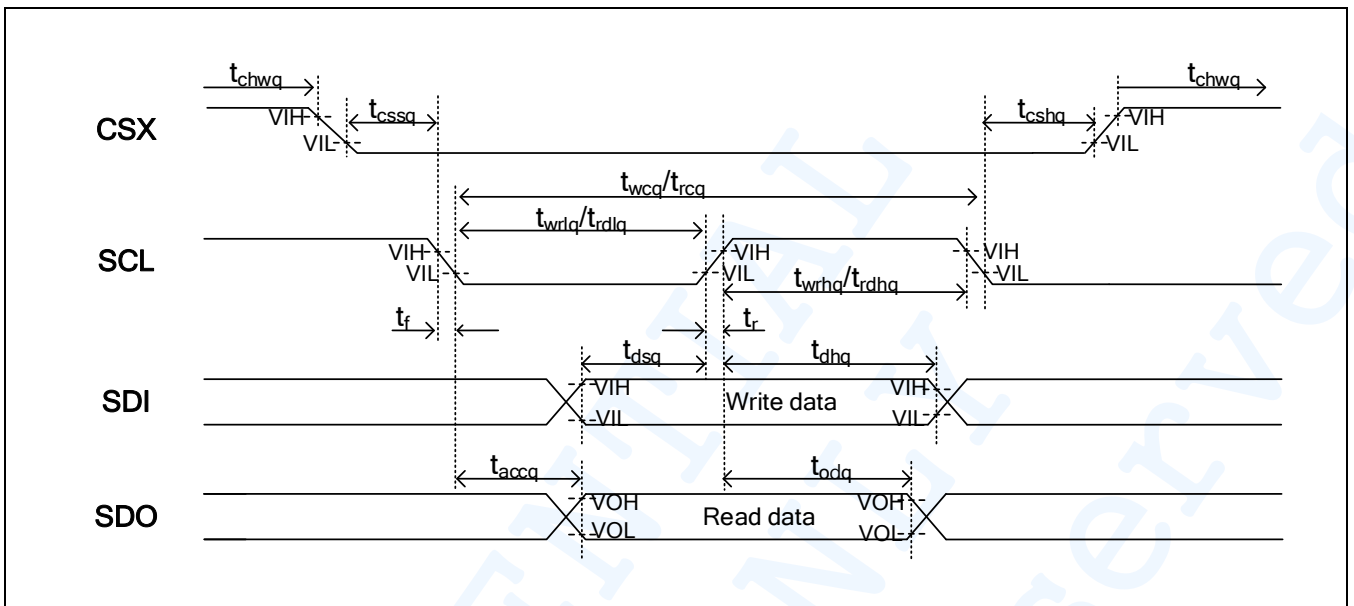 tchwq
tchwq
tcssq
tcshq
CSX
VIH
VIL
VIH
VIL
twcq/trcq
twrlq/trdlq
SCL
VIH
VIL
VIH
VIL
VIH
VIL
twrhq/trdhq
tf
tr
tdsq
tdhq
SDI
VIH
VIL
Write data
VIH
VIL
taccq
todq
SDO
VOH
VOL
Read data
VOH
VOL